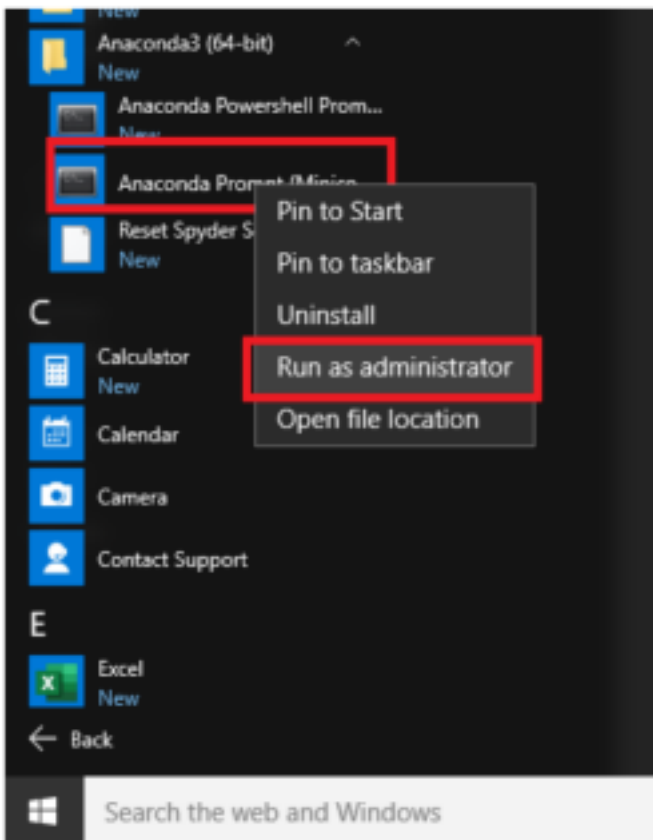 New
Anaconda3 (64-bit)
New
Anaconda Powershell Prom...
New
Anaconda Prompt (Minico
Reset Spyder S
New
Pin to Start
Pin to taskbar
Uninstall
Run as administrator
Open file location
C
Calculator
New
Calendar
Camera
Contact Support
E
Excel
New
Back
Search the web and Windows